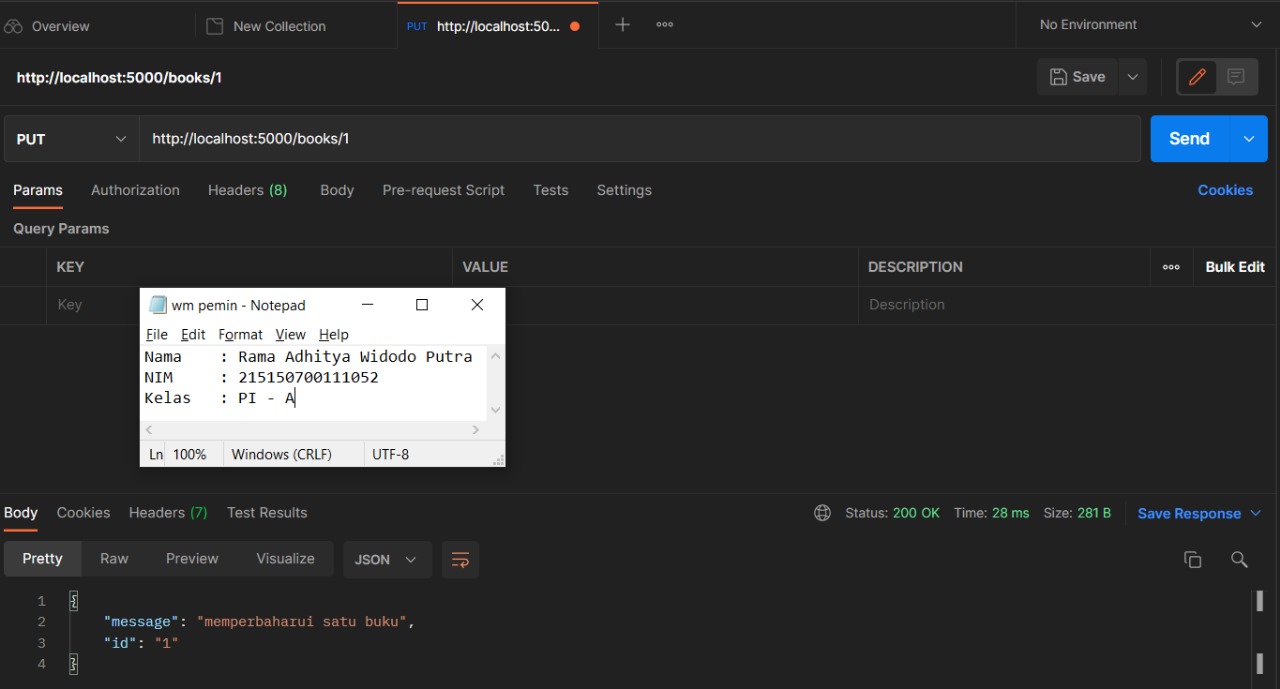 Overview
New Collection
PUT http://localhost:50...
No Environment
http://localhost:5000/books/1
Save
PUT http://localhost:5000/books/1 Send
Params Authorization Headers (8) Body Pre-request Script Tests Settings Cookies
Query Params
KEY VALUE DESCRIPTION Bulk Edit
Key Description
wm pemin - Notepad
File Edit Format View Help
Nama : Rama Adhitya Widodo Putra
NIM : 215150700111052
Kelas : PI - A
Ln 100% Windows (CRLF) UTF-8
Body Cookies Headers (7) Test Results Status: 200 OK Time: 28 ms Size: 281 B Save Response
Pretty Raw Preview Visualize JSON
1 {
2 "message": "memperbaharui satu buku",
3 "id": "1"
4 }